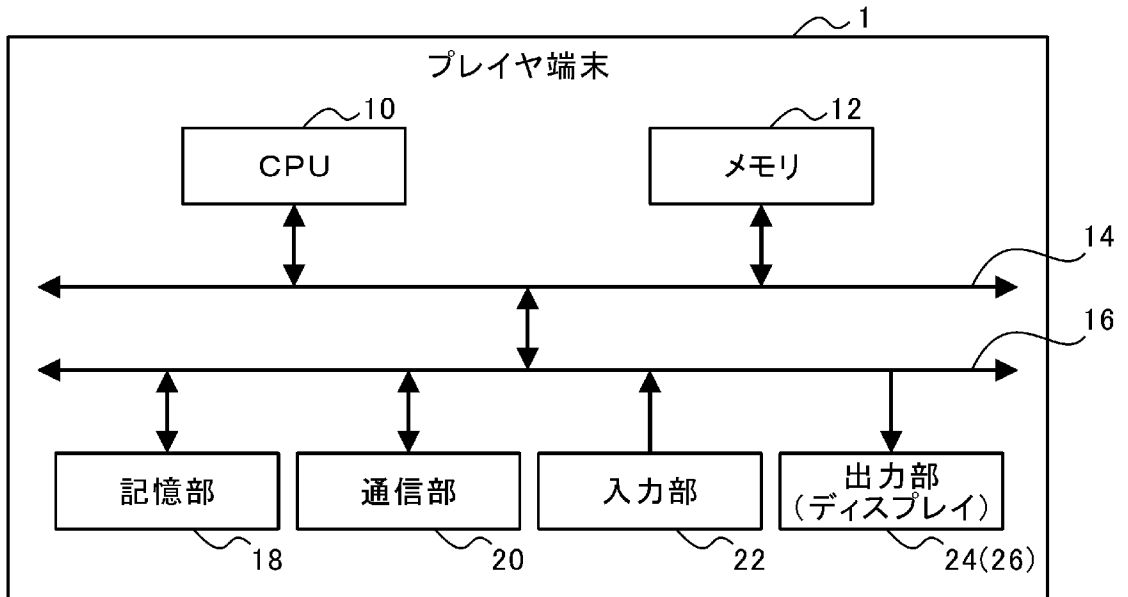 1
プレイヤ端末
10
12
CPU
メモリ
14
16
記憶部
通信部
入力部
出力部
(ディスプレイ)
18
20
22
24(26)